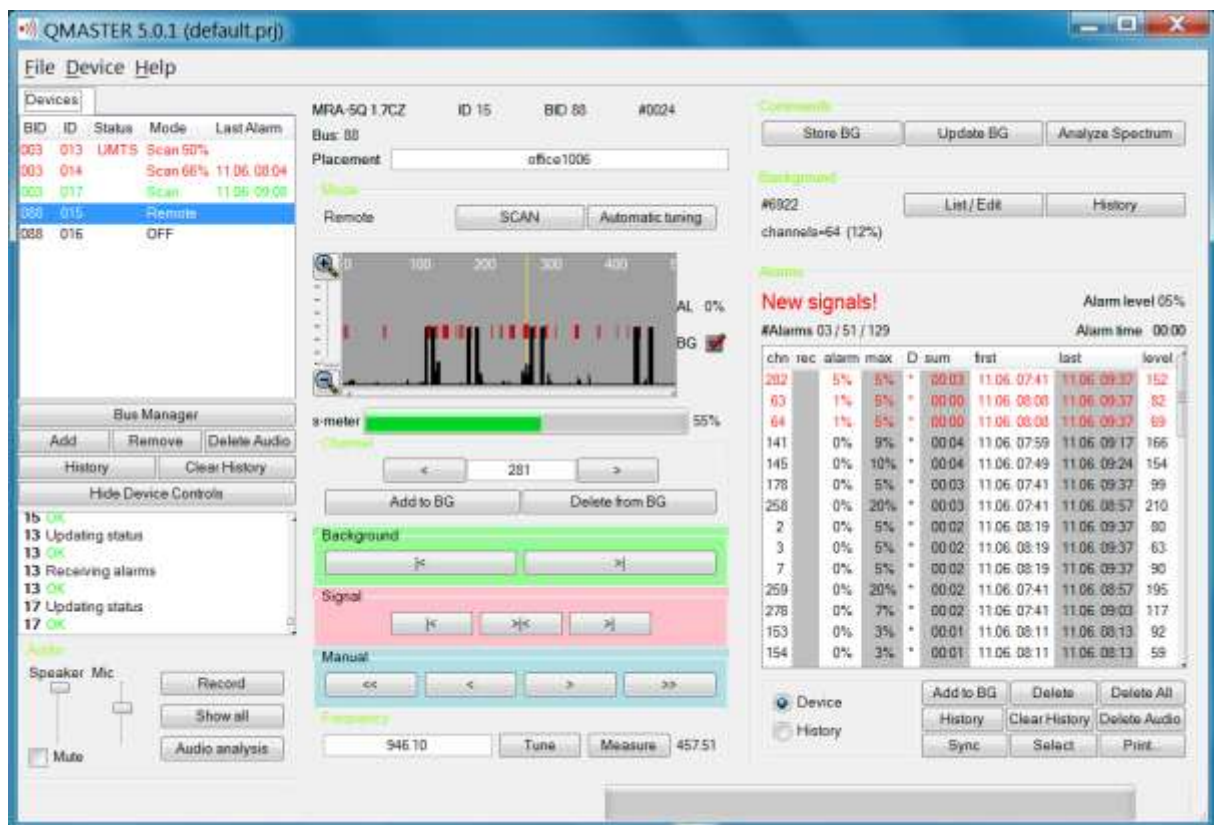 QMASTER 5.0.1 (default.prj)
File Device Help
Devices
BID ID Status Mode Last Alarm
003 013 UMTS Scan 50%
003 014 Scan 66% 11.06. 08:04
003 017 Scan 11.06. 09:08
088 015 Remote
088 016 OFF
Bus Manager
Add Remove Delete Audio
History Clear History
Hide Device Controls
15 OK
13 Updating status
13 OK
13 Receiving alarms
13 OK
17 Updating status
17 OK
Audio
Speaker Mic
Record
Show all
Mute
Audio analysis
MRA-5Q 1.7CZ ID 15 BID 88 #0024
Bus: 88
Placement office1006
Mode
Remote SCAN Automatic tuning
0 100 200 300 400
AL 0%
BG
s-meter 55%
Channel
< 281 >
Add to BG Delete from BG
Background
|< >|
Signal
|< >|< >|
Manual
<< < > >>
Frequency
946.10 Tune Measure 457.51
Commands
Store BG Update BG Analyze Spectrum
Background
#6922 List / Edit History
channels=64 (12%)
Alarms
New signals! Alarm level 05%
#Alarms 03 / 51 / 129 Alarm time 00:00
chn rec alarm max D sum first last level
282 5% 5% * 00:03 11.06. 07:41 11.06. 09:37 152
63 1% 5% * 00:00 11.06. 08:08 11.06. 09:37 82
64 1% 5% * 00:00 11.06. 08:08 11.06. 09:37 69
141 0% 9% * 00:04 11.06. 07:59 11.06. 09:17 166
145 0% 10% * 00:04 11.06. 07:49 11.06. 09:24 154
178 0% 5% * 00:03 11.06. 07:41 11.06. 09:37 99
258 0% 20% * 00:03 11.06. 07:41 11.06. 08:57 210
2 0% 5% * 00:02 11.06. 08:19 11.06. 09:37 80
3 0% 5% * 00:02 11.06. 08:19 11.06. 09:37 63
7 0% 5% * 00:02 11.06. 08:19 11.06. 09:37 90
259 0% 20% * 00:02 11.06. 07:41 11.06. 08:57 195
278 0% 7% * 00:02 11.06. 07:41 11.06. 09:03 117
153 0% 3% * 00:01 11.06. 08:11 11.06. 08:13 92
154 0% 3% * 00:01 11.06. 08:11 11.06. 08:13 59
Device
History
Add to BG Delete Delete All
History Clear History Delete Audio
Sync Select Print...